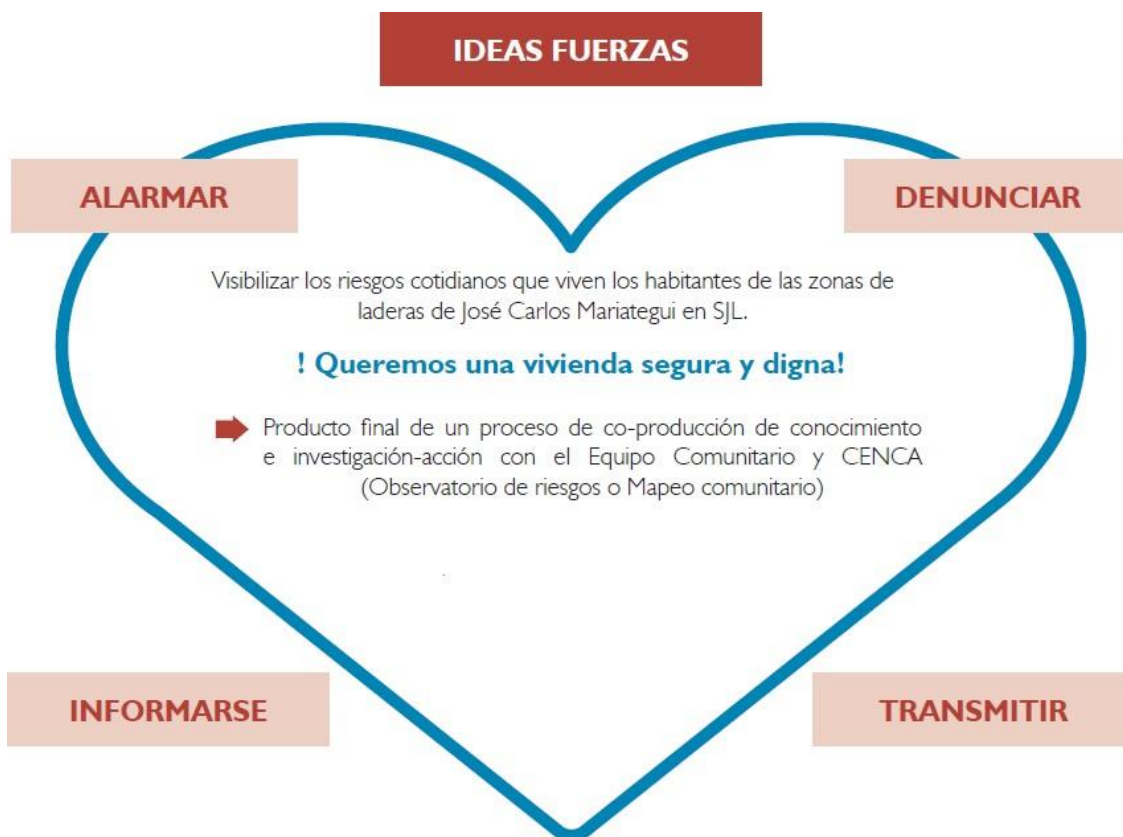 IDEAS FUERZAS
ALARMAR
DENUNCIAR
Visibilizar los riesgos cotidianos que viven los habitantes de las zonas de
laderas de José Carlos Mariategui en SJL.
! Queremos una vivienda segura y digna!
Producto final de un proceso de co-producción de conocimiento
e investigación-acción con el Equipo Comunitario y CENCA
(Observatorio de riesgos o Mapeo comunitario)
INFORMARSE
TRANSMITIR